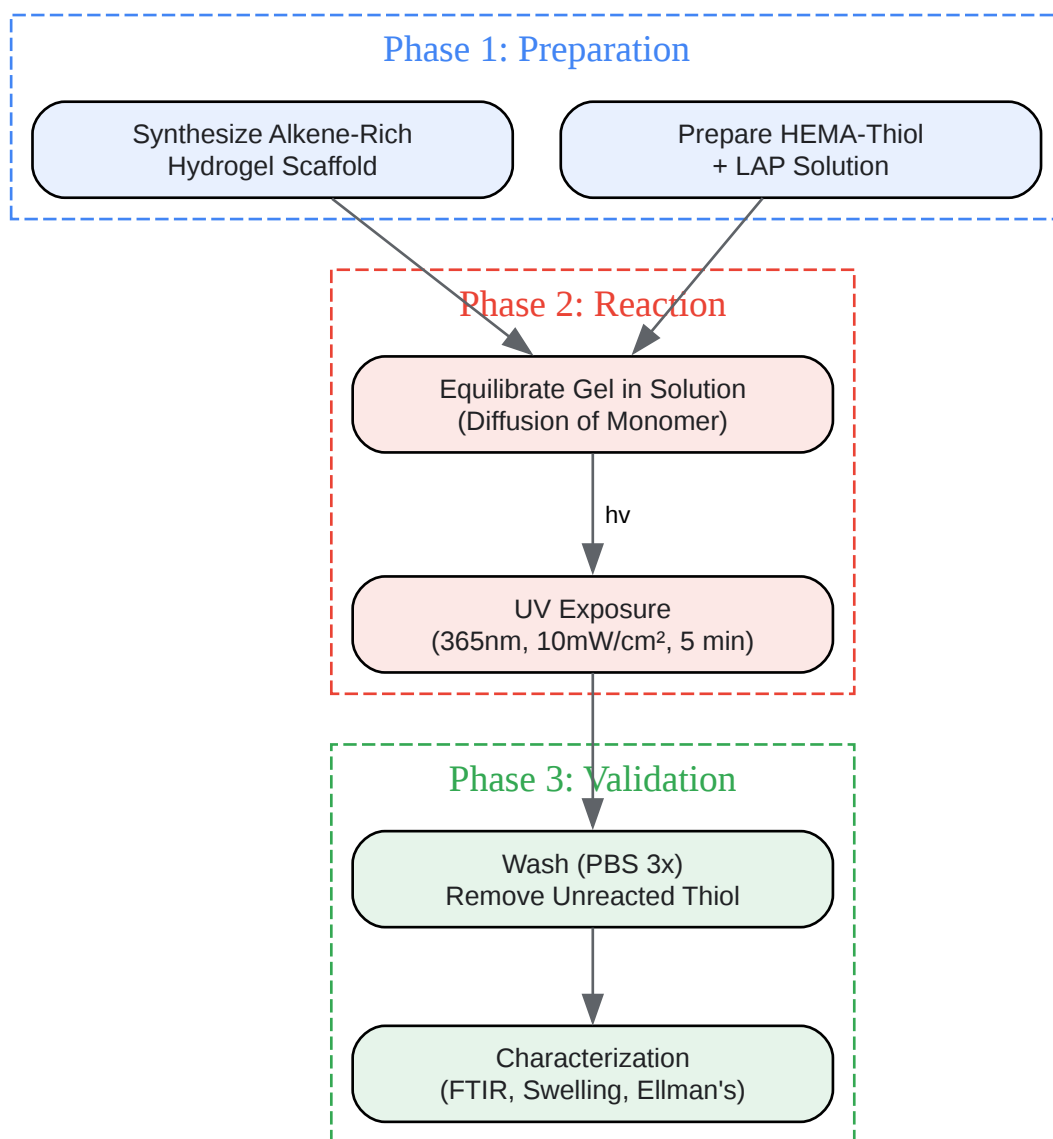 Phase 1: Preparation
Synthesize Alkene-Rich
Hydrogel Scaffold
Prepare HEMA-Thiol
+ LAP Solution
Phase 2: Reaction
Equilibrate Gel in Solution
(Diffusion of Monomer)
hv
UV Exposure
(365nm, 10mW/cm², 5 min)
Phase 3: Validation
Wash (PBS 3x)
Remove Unreacted Thiol
Characterization
(FTIR, Swelling, Ellman's)